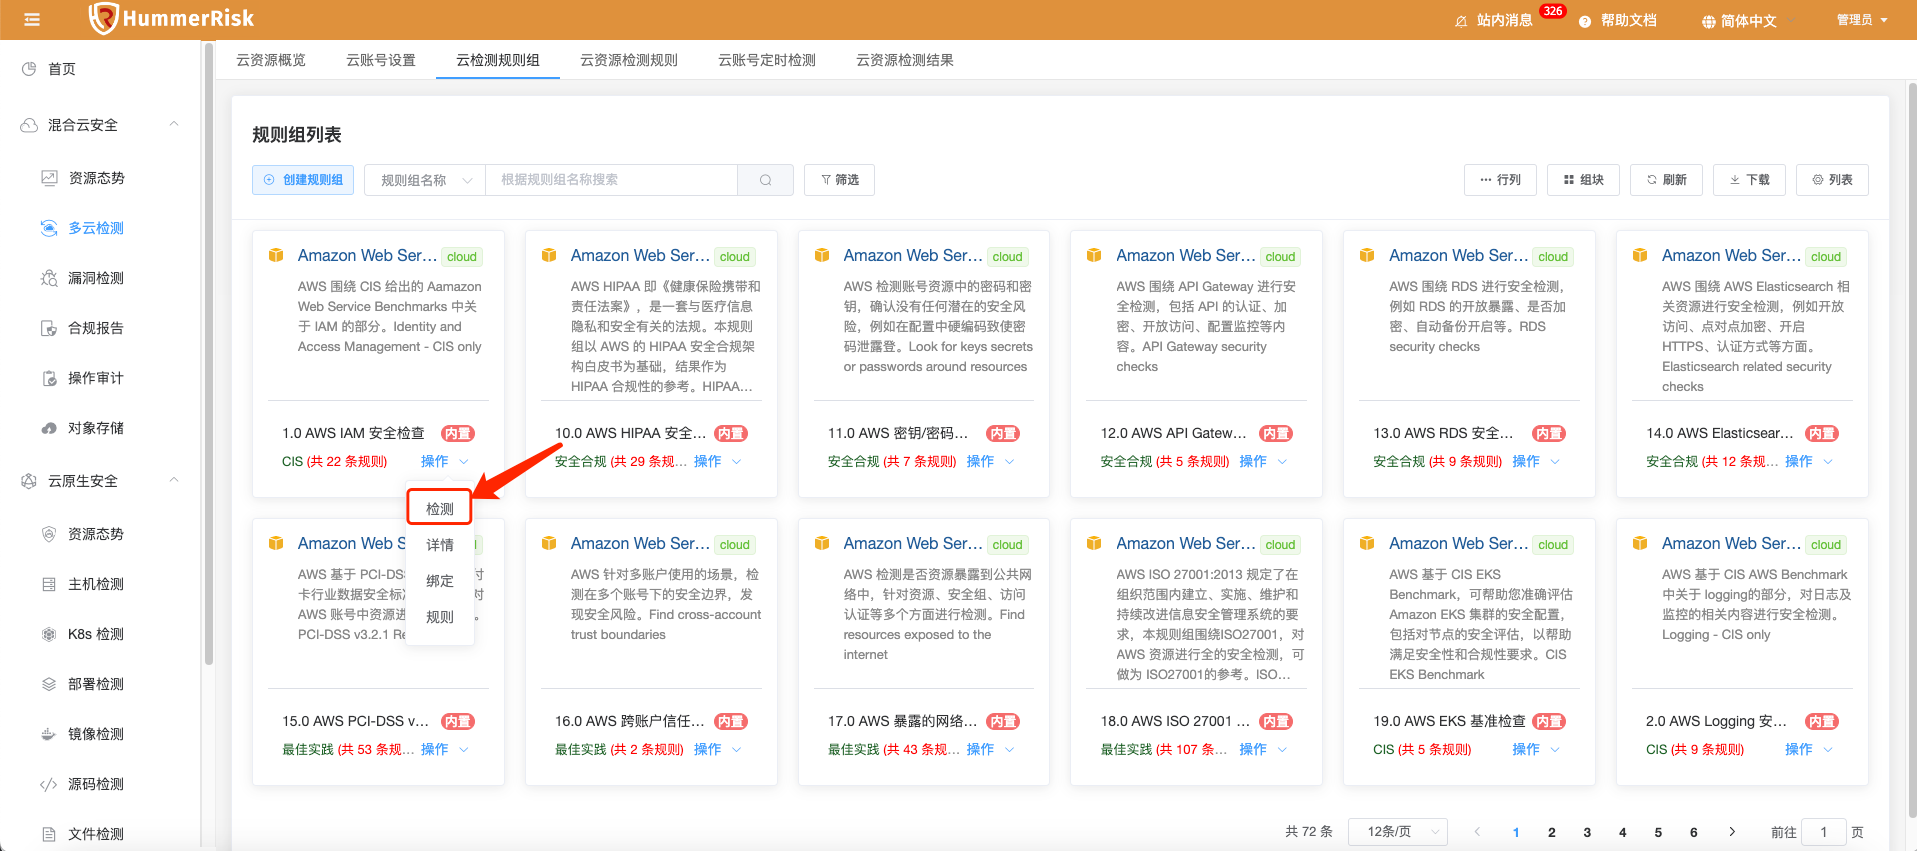 HummerRisk
站内消息
326
帮助文档
简体中文
管理员
首页
混合云安全
资源态势
多云检测
漏洞检测
合规报告
操作审计
对象存储
云原生安全
资源态势
主机检测
K8s 检测
部署检测
镜像检测
源码检测
文件检测
云资源概览
云账号设置
云检测规则组
云资源检测规则
云账号定时检测
云资源检测结果
规则组列表
创建规则组
规则组名称
根据规则组名称搜索
筛选
行列
组块
刷新
下载
列表
Amazon Web Ser...
cloud
AWS 围绕 CIS 给出的 Aamazon
Web Service Benchmarks 中关
于 IAM 的部分。Identity and
Access Management - CIS only
1.0 AWS IAM 安全检查
内置
CIS (共 22 条规则)
操作
检测
详情
绑定
规则
Amazon Web Ser...
cloud
AWS HIPAA 即《健康保险携带和
责任法案》，是一套与医疗信息
隐私和安全有关的法规。本规则
组以 AWS 的 HIPAA 安全合规架
构白皮书为基础，结果作为
HIPAA 合规性的参考。HIPAA...
10.0 AWS HIPAA 安全...
内置
安全合规 (共 29 条规...
操作
Amazon Web Ser...
cloud
AWS 检测账号资源中的密码和密
钥，确认没有任何潜在的安全风
险，例如在配置中硬编码致使密
码泄露登。Look for keys secrets
or passwords around resources
11.0 AWS 密钥/密码...
内置
安全合规 (共 7 条规则)
操作
Amazon Web Ser...
cloud
AWS 围绕 API Gateway 进行安
全检测，包括 API 的认证、加
密、开放访问、配置监控等内
容。API Gateway security
checks
12.0 AWS API Gatew...
内置
安全合规 (共 5 条规则)
操作
Amazon Web Ser...
cloud
AWS 围绕 RDS 进行安全检测，
例如 RDS 的开放暴露、是否加
密、自动备份开启等。RDS
security checks
13.0 AWS RDS 安全...
内置
安全合规 (共 9 条规则)
操作
Amazon Web Ser...
cloud
AWS 围绕 AWS Elasticsearch 相
关资源进行安全检测，例如开放
访问、点对点加密、开启
HTTPS、认证方式等方面。
Elasticsearch related security
checks
14.0 AWS Elasticsear...
内置
安全合规 (共 12 条规...
操作
Amazon Web S
AWS 基于 PCI-DS 付
卡行业数据安全标 对
AWS 账号中资源进 。
PCI-DSS v3.2.1 Re
15.0 AWS PCI-DSS v...
内置
最佳实践 (共 53 条规...
操作
Amazon Web Ser...
cloud
AWS 针对多账户使用的场景，检
测在多个账号下的安全边界，发
现安全风险。Find cross-account
trust boundaries
16.0 AWS 跨账户信任...
内置
最佳实践 (共 2 条规则)
操作
Amazon Web Ser...
cloud
AWS 检测是否资源暴露到公共网
络中，针对资源、安全组、访问
认证等多个方面进行检测。Find
resources exposed to the
internet
17.0 AWS 暴露的网络...
内置
最佳实践 (共 43 条规...
操作
Amazon Web Ser...
cloud
AWS ISO 27001:2013 规定了在
组织范围内建立、实施、维护和
持续改进信息安全管理系统的要
求，本规则组围绕ISO27001，对
AWS 资源进行全的安全检测，可
做为 ISO27001的参考。ISO...
18.0 AWS ISO 27001 ...
内置
最佳实践 (共 107 条...
操作
Amazon Web Ser...
cloud
AWS 基于 CIS EKS
Benchmark，可帮助您准确评估
Amazon EKS 集群的安全配置，
包括对节点的安全评估，以帮助
满足安全性和合规性要求。CIS
EKS Benchmark
19.0 AWS EKS 基准检查
内置
CIS (共 5 条规则)
操作
Amazon Web Ser...
cloud
AWS 基于 CIS AWS Benchmark
中关于 logging的部分，对日志及
监控的相关内容进行安全检测。
Logging - CIS only
2.0 AWS Logging 安...
内置
CIS (共 9 条规则)
操作
共 72 条
12条/页
1 2 3 4 5 6
前往 1 页